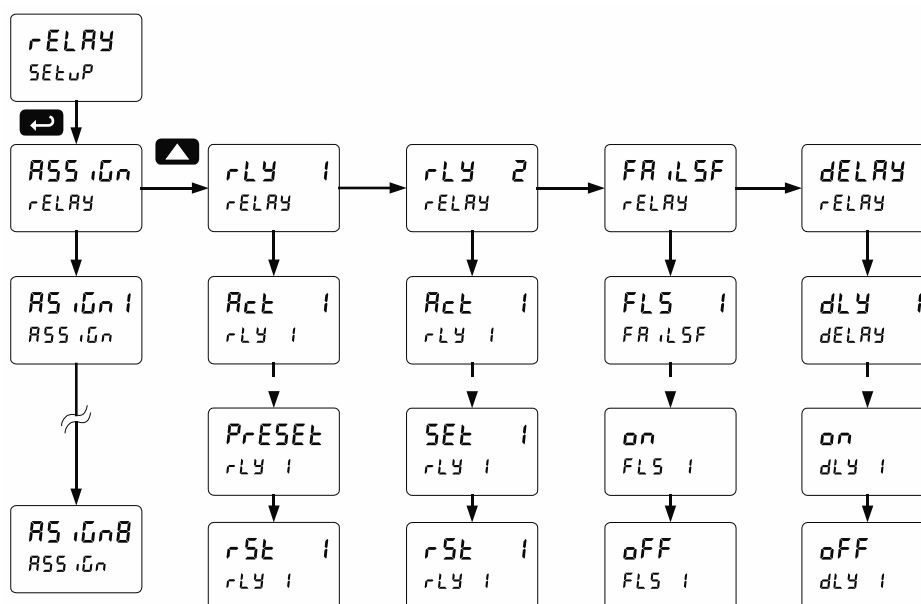 rELAY
SEtuP
ASSiGn
rELAY
rLY 1
rELAY
rLY 2
rELAY
FAiLSF
rELAY
dELAY
rELAY
ASiGn1
ASSiGn
Act 1
rLY 1
Act 1
rLY 1
FLS 1
FAiLSF
dLY 1
dELAY
PrESEt
rLY 1
SEt 1
rLY 1
on
FLS 1
on
dLY 1
ASiGn8
ASSiGn
rSt 1
rLY 1
rSt 1
rLY 1
oFF
FLS 1
oFF
dLY 1